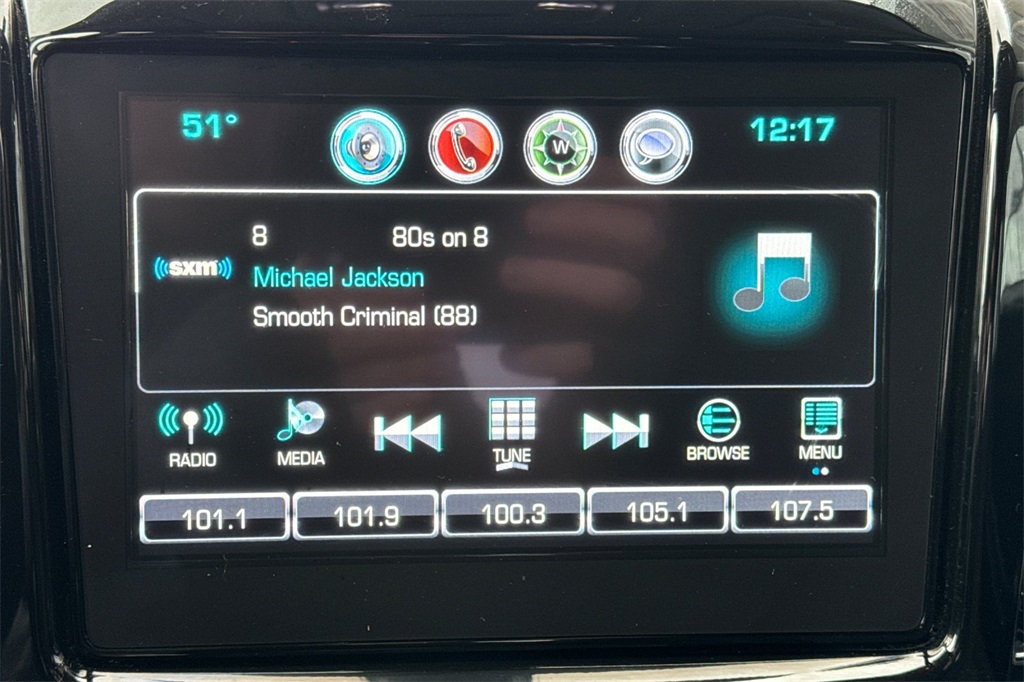 51° W 12:17
8 80s on 8
sxm
Michael Jackson
Smooth Criminal (88)
RADIO MEDIA TUNE BROWSE MENU
101.1 101.9 100.3 105.1 107.5